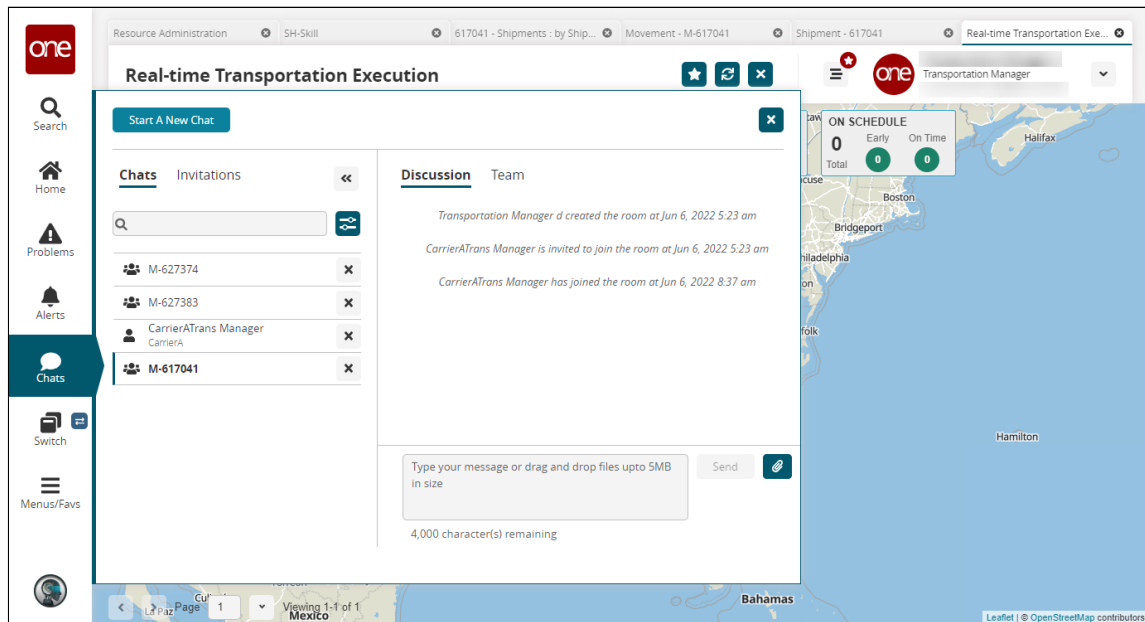 one
Search
Home
Problems
Alerts
Chats
Switch
Menus/Favs
Resource Administration
SH-Skill
617041 - Shipments : by Ship...
Movement - M-617041
Shipment - 617041
Real-time Transportation Exe...
Real-time Transportation Execution
one
Transportation Manager
Start A New Chat
Chats Invitations
M-627374
M-627383
CarrierATrans Manager
CarrierA
M-617041
Discussion Team
Transportation Manager d created the room at Jun 6, 2022 5:23 am
CarrierATrans Manager is invited to join the room at Jun 6, 2022 5:23 am
CarrierATrans Manager has joined the room at Jun 6, 2022 8:37 am
Type your message or drag and drop files upto 5MB
in size
Send
4,000 character(s) remaining
ON SCHEDULE
0 Early On Time
Total 0 0
Halifax
Boston
Bridgeport
Hamilton
Bahamas
La Paz
Page 1
Viewing 1-1 of 1
Mexico
Leaflet | © OpenStreetMap contributors